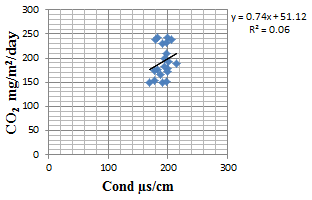 300
250
200
150
100
50
0
0 100 200 300
CO₂ mg/m²/day
Cond µs/cm
y = 0.74x + 51.12
R² = 0.06